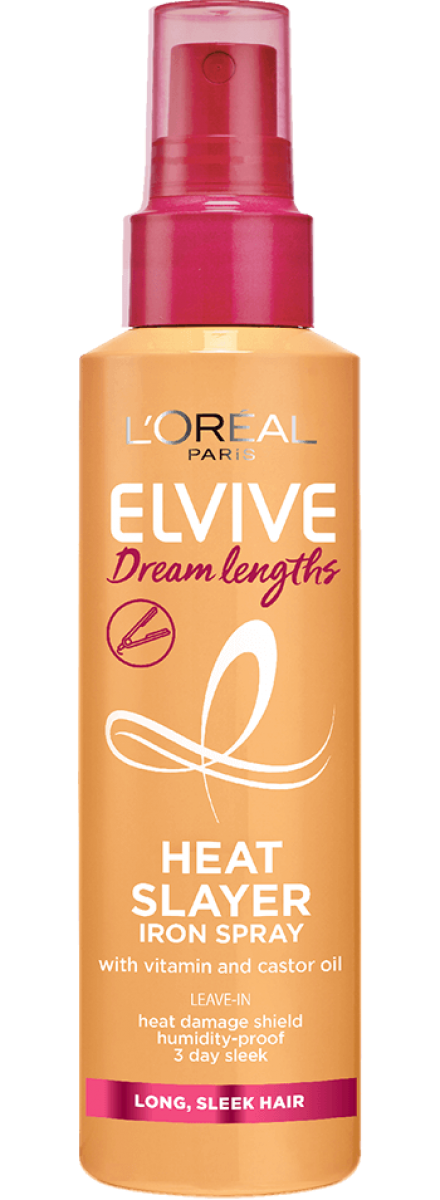 L'ORÉAL
PARIS
ELVIVE
Dream lengths
HEAT
SLAYER
IRON SPRAY
with vitamin and castor oil
LEAVE-IN
heat damage shield
humidity-proof
3 day sleek
LONG, SLEEK HAIR